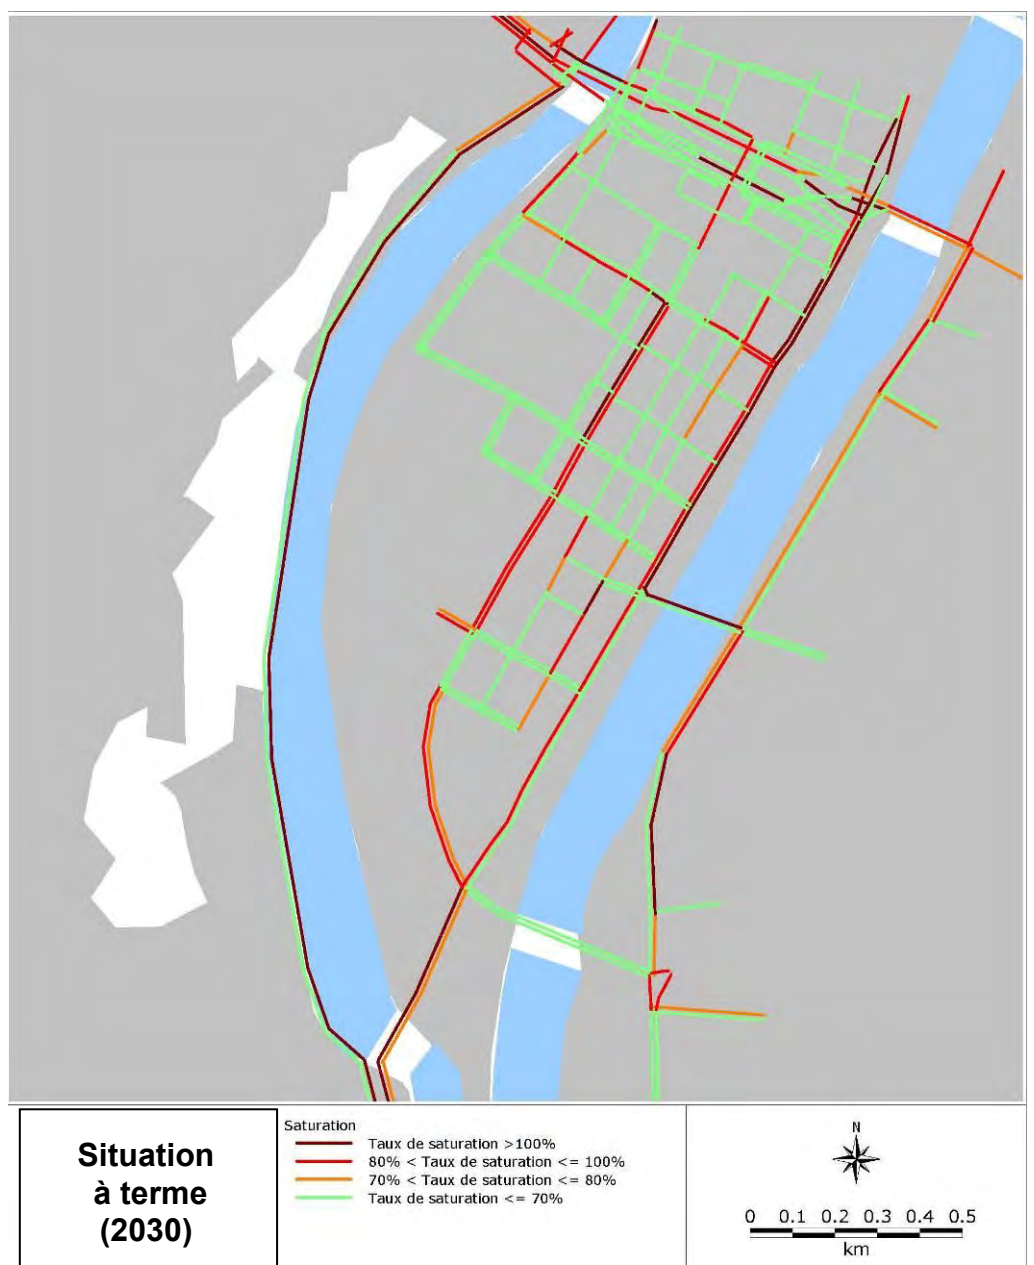 Situation
à terme
(2030)
Saturation
Taux de saturation >100%
80% < Taux de saturation <= 100%
70% < Taux de saturation <= 80%
Taux de saturation <= 70%
N
0 0.1 0.2 0.3 0.4 0.5
km